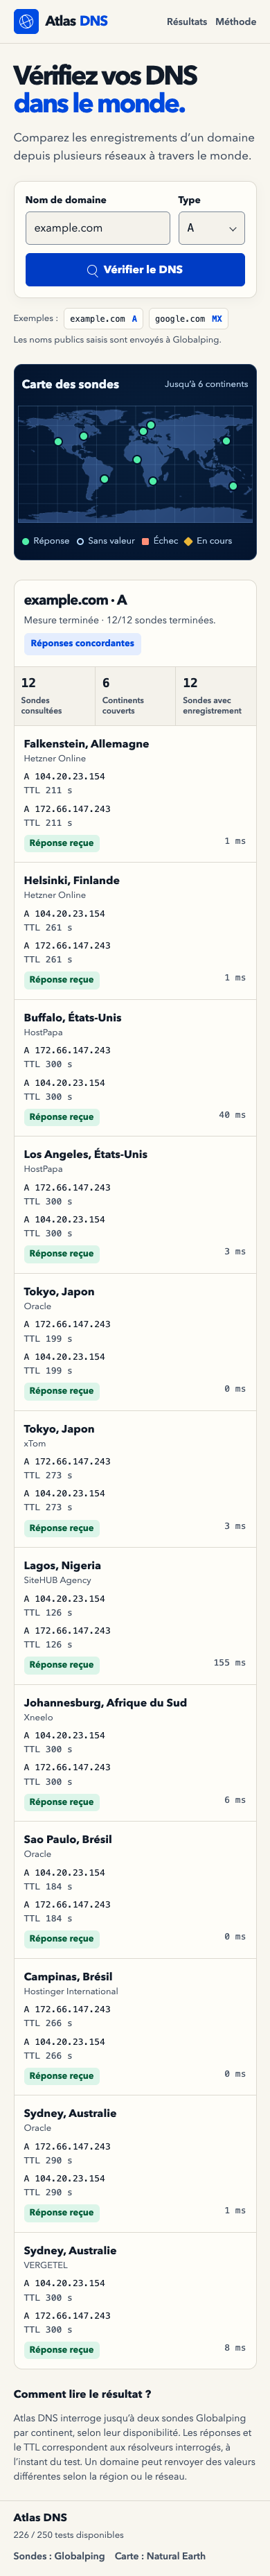 Atlas DNS
Résultats Méthode
Vérifiez vos DNS
dans le monde.
Comparez les enregistrements d’un domaine
depuis plusieurs réseaux à travers le monde.
Nom de domaine Type
example.com A
Vérifier le DNS
Exemples : example.com A google.com MX
Les noms publics saisis sont envoyés à Globalping.
Carte des sondes Jusqu’à 6 continents
Réponse Sans valeur Échec En cours
example.com · A
Mesure terminée · 12/12 sondes terminées.
Réponses concordantes
12 6 12
Sondes consultées Continents couverts Sondes avec enregistrement
Falkenstein, Allemagne
Hetzner Online
A 104.20.23.154
TTL 211 s
A 172.66.147.243
TTL 211 s
Réponse reçue 1 ms
Helsinki, Finlande
Hetzner Online
A 104.20.23.154
TTL 261 s
A 172.66.147.243
TTL 261 s
Réponse reçue 1 ms
Buffalo, États-Unis
HostPapa
A 172.66.147.243
TTL 300 s
A 104.20.23.154
TTL 300 s
Réponse reçue 40 ms
Los Angeles, États-Unis
HostPapa
A 172.66.147.243
TTL 300 s
A 104.20.23.154
TTL 300 s
Réponse reçue 3 ms
Tokyo, Japon
Oracle
A 172.66.147.243
TTL 199 s
A 104.20.23.154
TTL 199 s
Réponse reçue 0 ms
Tokyo, Japon
xTom
A 172.66.147.243
TTL 273 s
A 104.20.23.154
TTL 273 s
Réponse reçue 3 ms
Lagos, Nigeria
SiteHUB Agency
A 104.20.23.154
TTL 126 s
A 172.66.147.243
TTL 126 s
Réponse reçue 155 ms
Johannesburg, Afrique du Sud
Xneelo
A 104.20.23.154
TTL 300 s
A 172.66.147.243
TTL 300 s
Réponse reçue 6 ms
Sao Paulo, Brésil
Oracle
A 104.20.23.154
TTL 184 s
A 172.66.147.243
TTL 184 s
Réponse reçue 0 ms
Campinas, Brésil
Hostinger International
A 172.66.147.243
TTL 266 s
A 104.20.23.154
TTL 266 s
Réponse reçue 0 ms
Sydney, Australie
Oracle
A 172.66.147.243
TTL 290 s
A 104.20.23.154
TTL 290 s
Réponse reçue 1 ms
Sydney, Australie
VERGETEL
A 104.20.23.154
TTL 300 s
A 172.66.147.243
TTL 300 s
Réponse reçue 8 ms
Comment lire le résultat ?
Atlas DNS interroge jusqu’à deux sondes Globalping
par continent, selon leur disponibilité. Les réponses et
le TTL correspondent aux résolveurs interrogés, à
l’instant du test. Un domaine peut renvoyer des valeurs
différentes selon la région ou le réseau.
Atlas DNS
226 / 250 tests disponibles
Sondes : Globalping Carte : Natural Earth